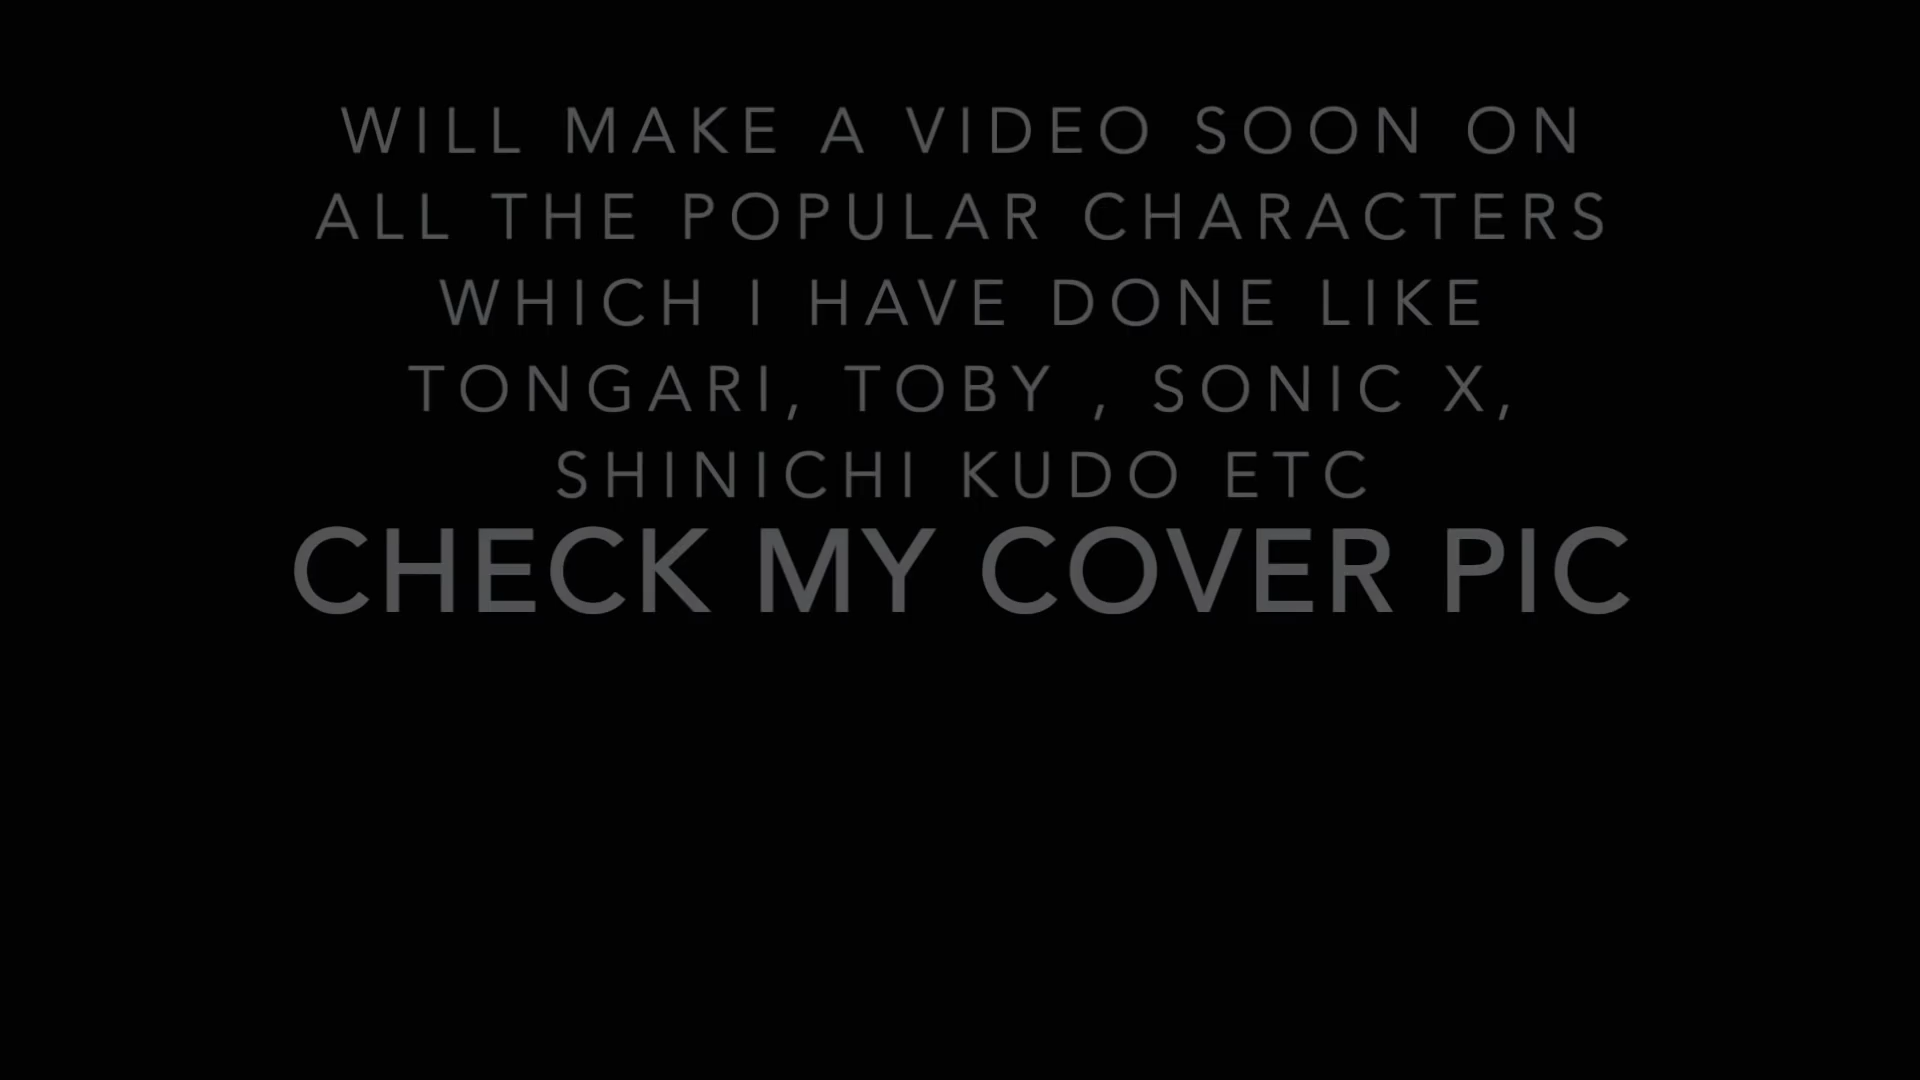 WILL MAKE A VIDEO SOON ON
ALL THE POPULAR CHARACTERS
WHICH I HAVE DONE LIKE
TONGARI, TOBY , SONIC X,
SHINICHI KUDO ETC
CHECK MY COVER PIC